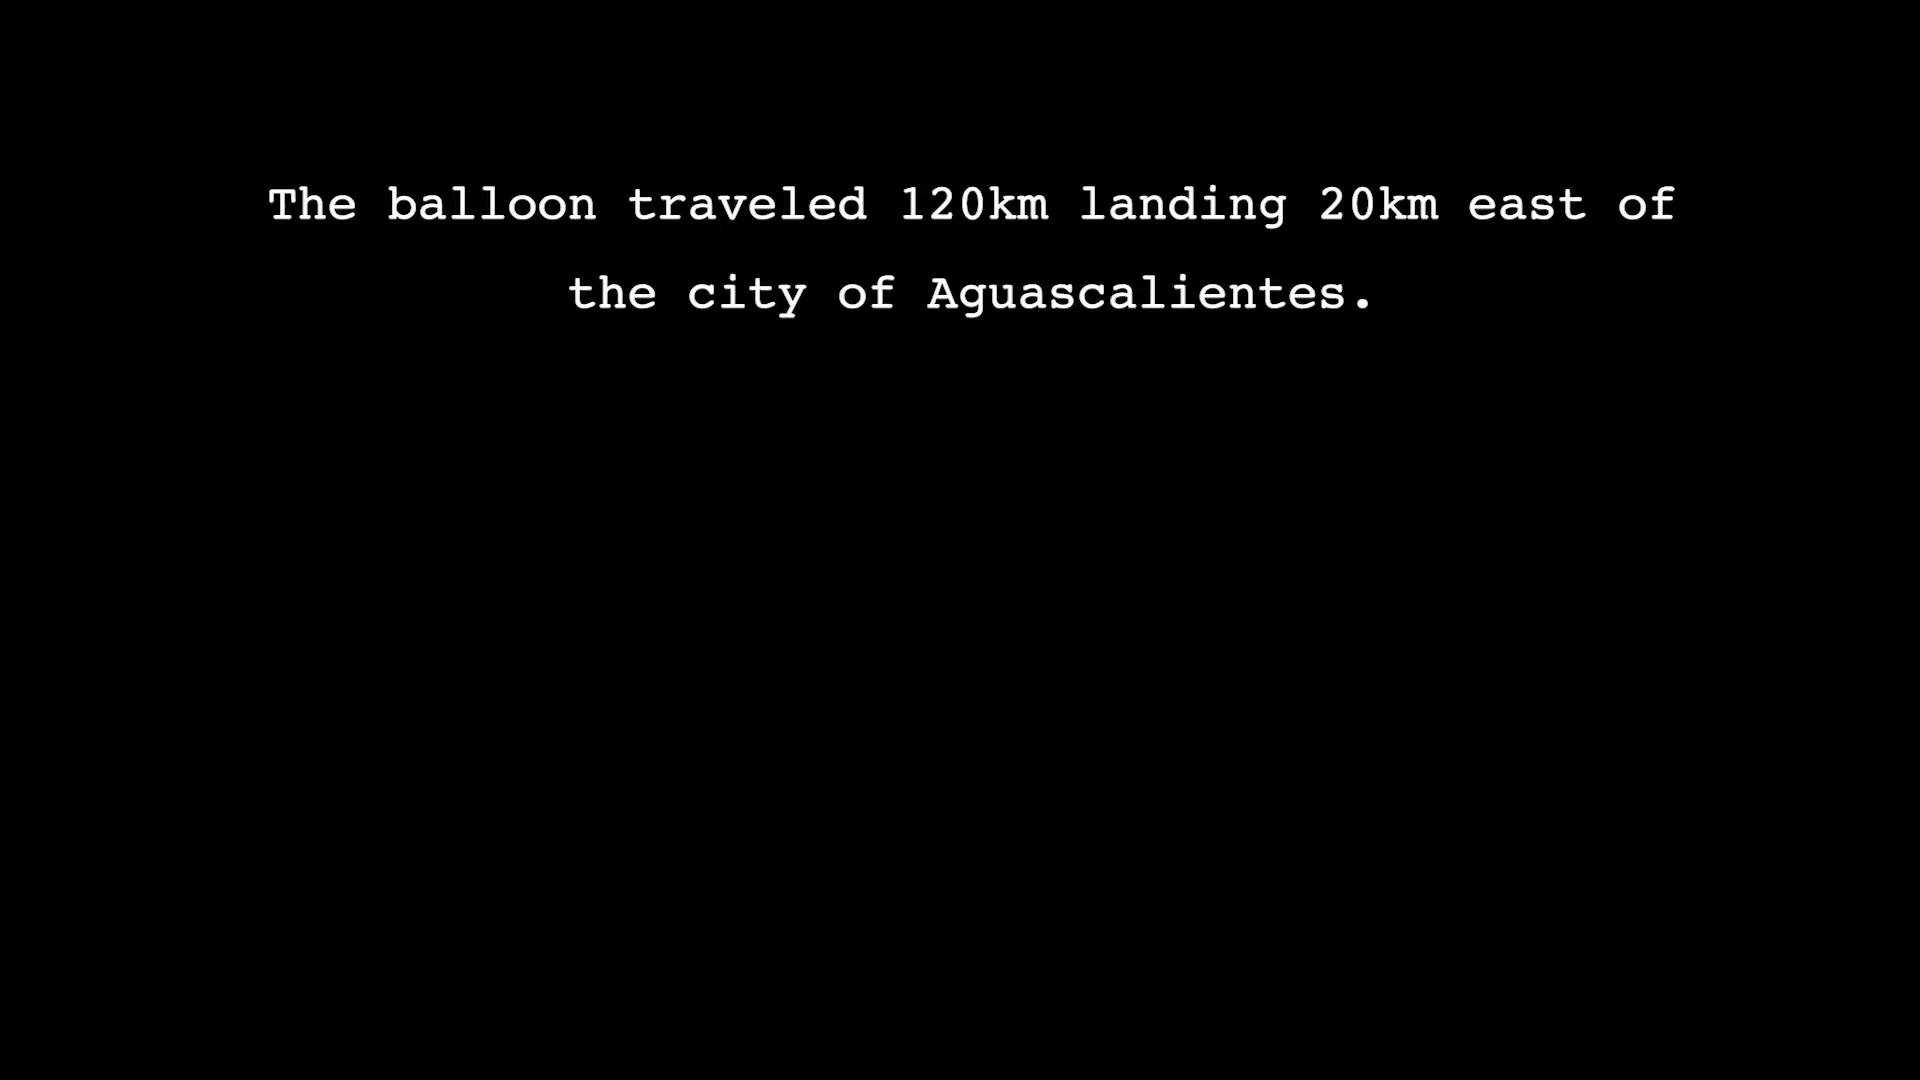 The balloon traveled 120km landing 20km east of
the city of Aguascalientes.